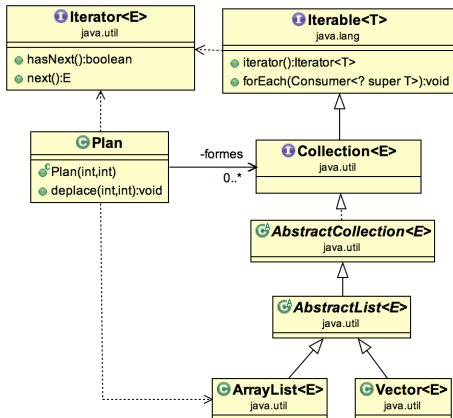 Iterator<E>
java.util
hasNext():boolean
next():E
Iterable<T>
java.lang
iterator():Iterator<T>
forEach(Consumer<? super T>):void
Plan
Plan(int,int)
deplace(int,int):void
-formes
0..*
Collection<E>
java.util
AbstractCollection<E>
java.util
AbstractList<E>
java.util
ArrayList<E>
java.util
Vector<E>
java.util